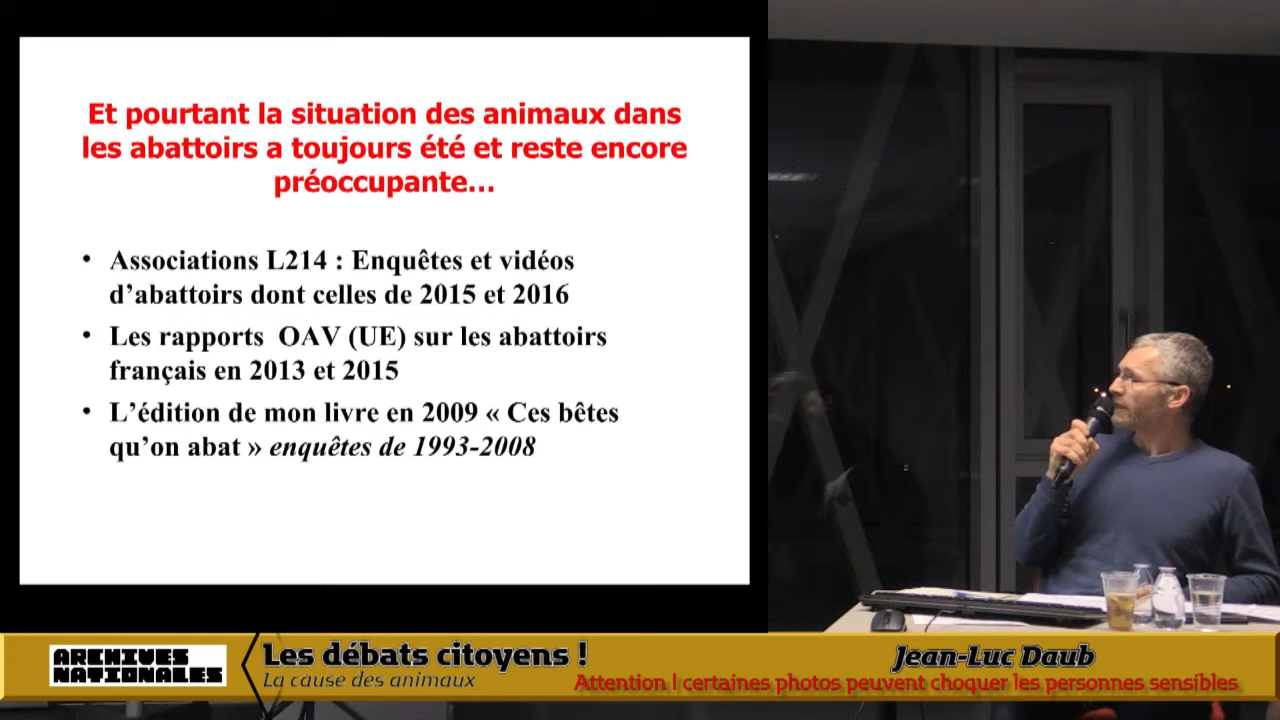 Et pourtant la situation des animaux dans
les abattoirs a toujours été et reste encore
préoccupante...
• Associations L214 : Enquêtes et vidéos
d’abattoirs dont celles de 2015 et 2016
• Les rapports OAV (UE) sur les abattoirs
français en 2013 et 2015
• L’édition de mon livre en 2009 « Ces bêtes
qu’on abat » enquêtes de 1993-2008
ARCHIVES
NATIONALES
Les débats citoyens !
La cause des animaux
Jean-Luc Daub
Attention ! certaines photos peuvent choquer les personnes sensibles